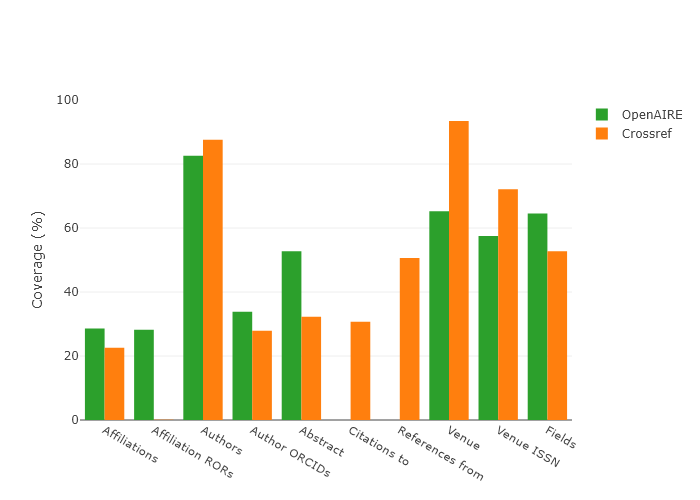 100
80
60
40
20
0
Coverage (%)
Affiliations
Affiliation RORs
Authors
Author ORCIDs
Abstract
Citations to
References from
Venue
Venue ISSN
Fields
OpenAIRE
Crossref